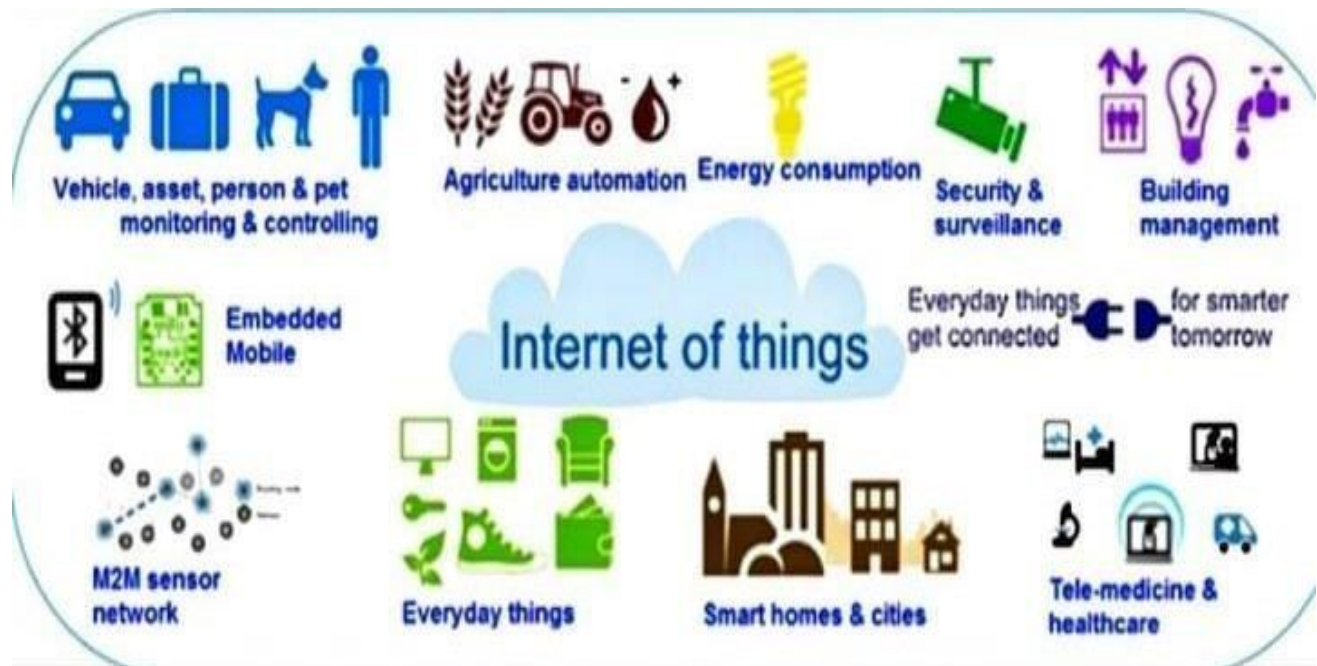 Vehicle, asset, person & pet
monitoring & controlling
Agriculture automation
Energy consumption
Security &
surveillance
Building
management
Embedded
Mobile
Internet of things
Everyday things
get connected
for smarter
tomorrow
M2M sensor
network
Everyday things
Smart homes & cities
Tele-medicine &
healthcare